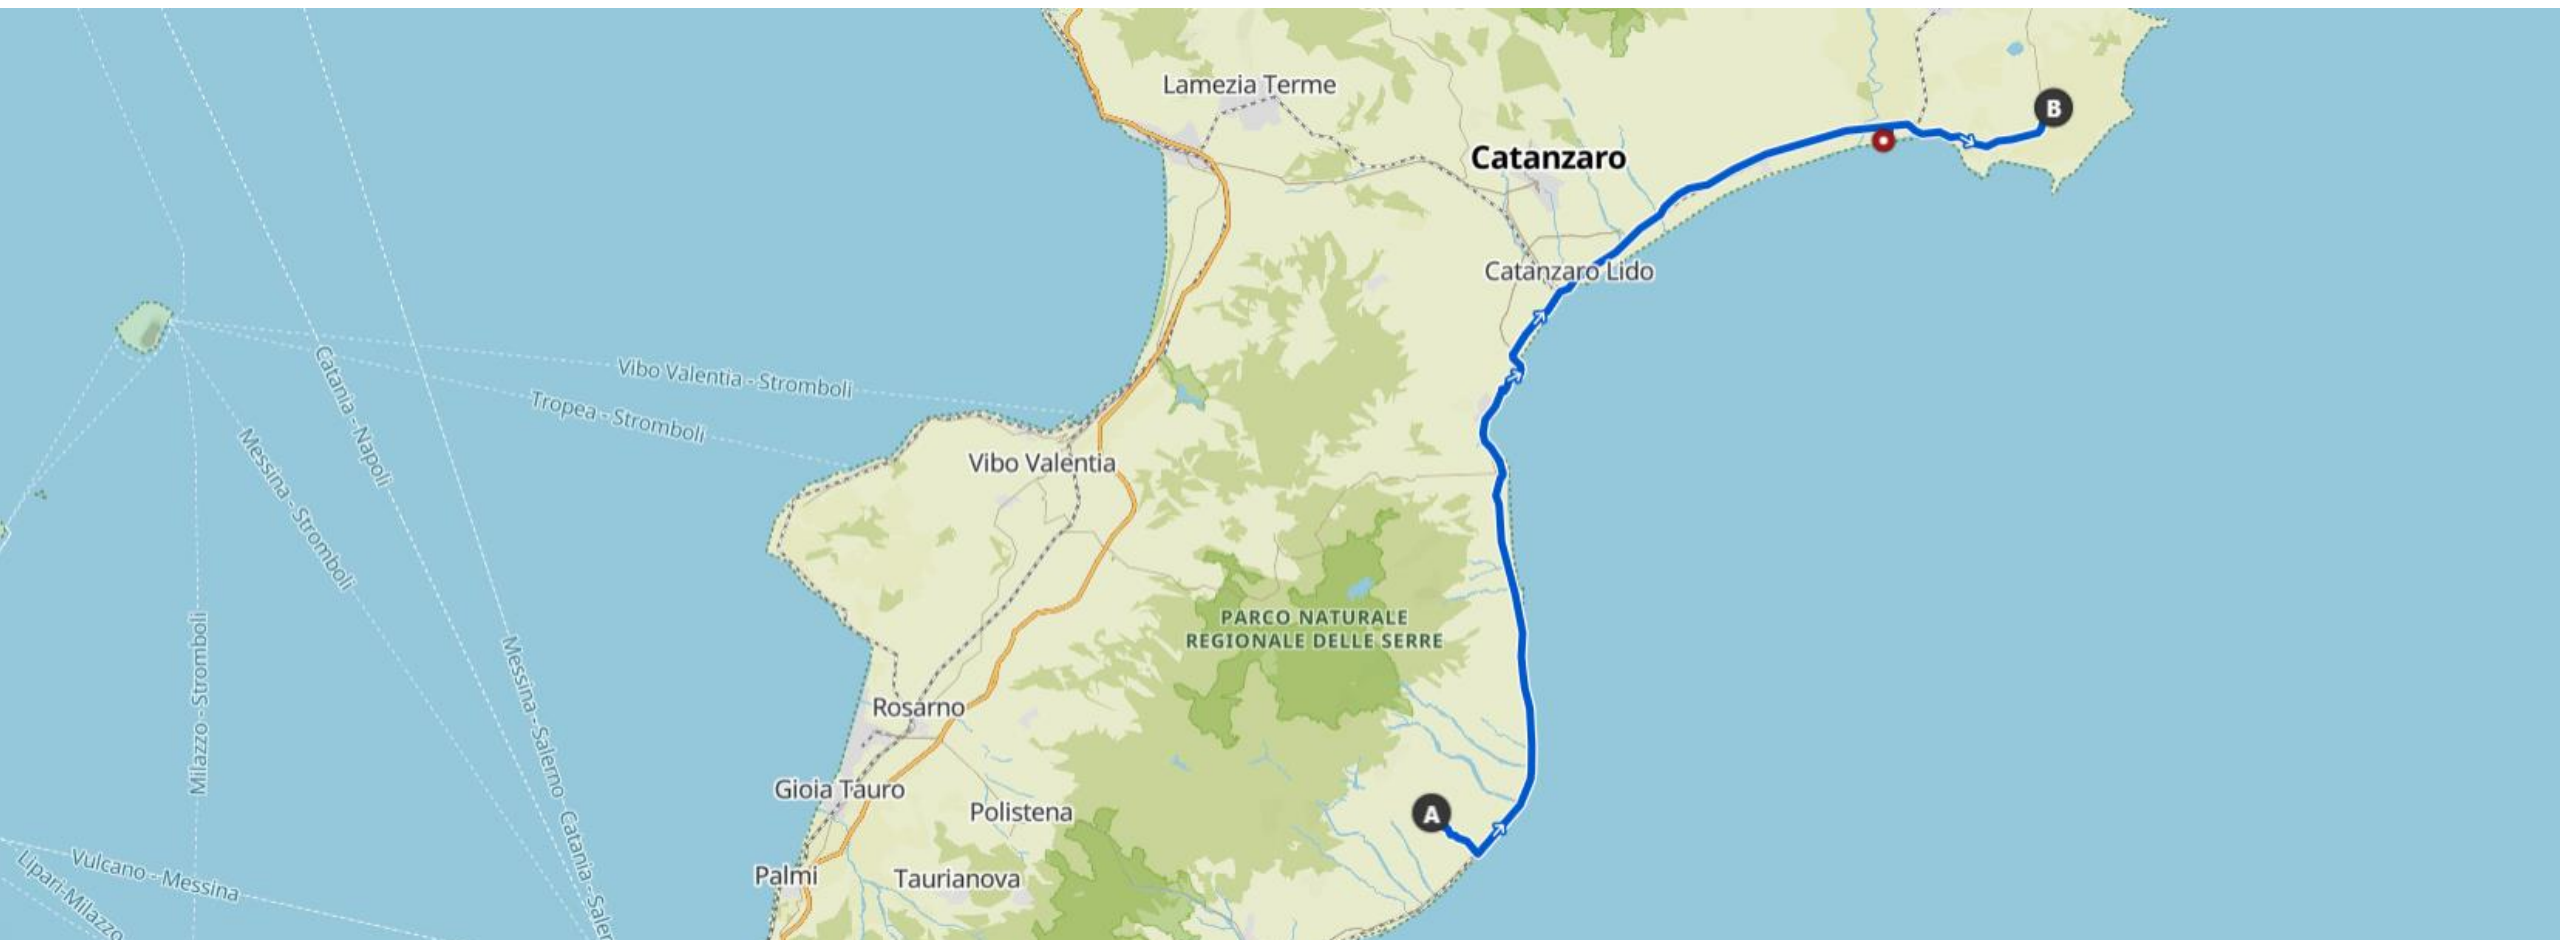 Lamezia Terme
B
Catanzaro
Catanzaro Lido
Vibo Valentia - Stromboli
Tropea - Stromboli
Catania - Napoli
Messina - Stromboli
Vibo Valentia
Milazzo - Stromboli
Messina - Salerno
Catania - Saler
PARCO NATURALE
REGIONALE DELLE SERRE
Rosarno
Gioia Tauro
Polistena
A
Palmi
Taurianova
Vulcano - Messina
Lipari-Milazzo